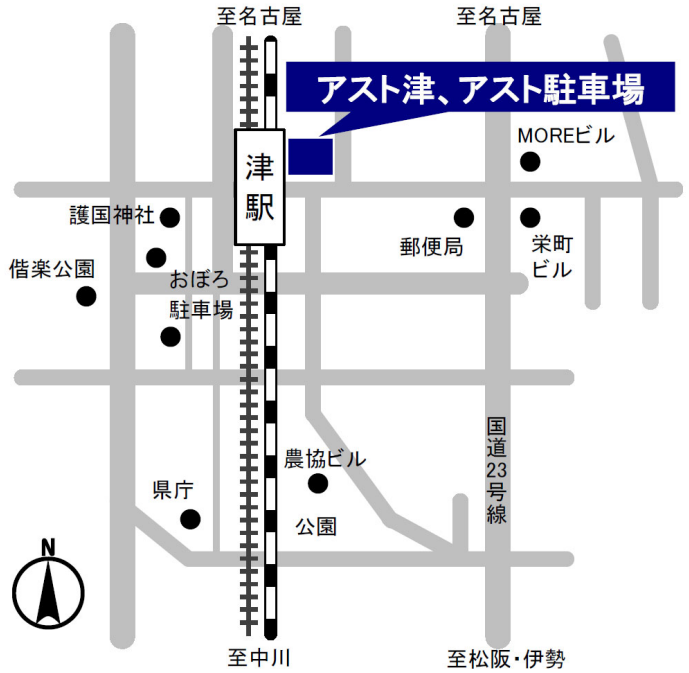 至名古屋
至名古屋
アスト津、アスト駐車場
MOREビル
津駅
護国神社
郵便局
栄町
ビル
偕楽公園
おぼろ
駐車場
国道23号線
農協ビル
県庁
公園
N
至中川
至松阪・伊勢